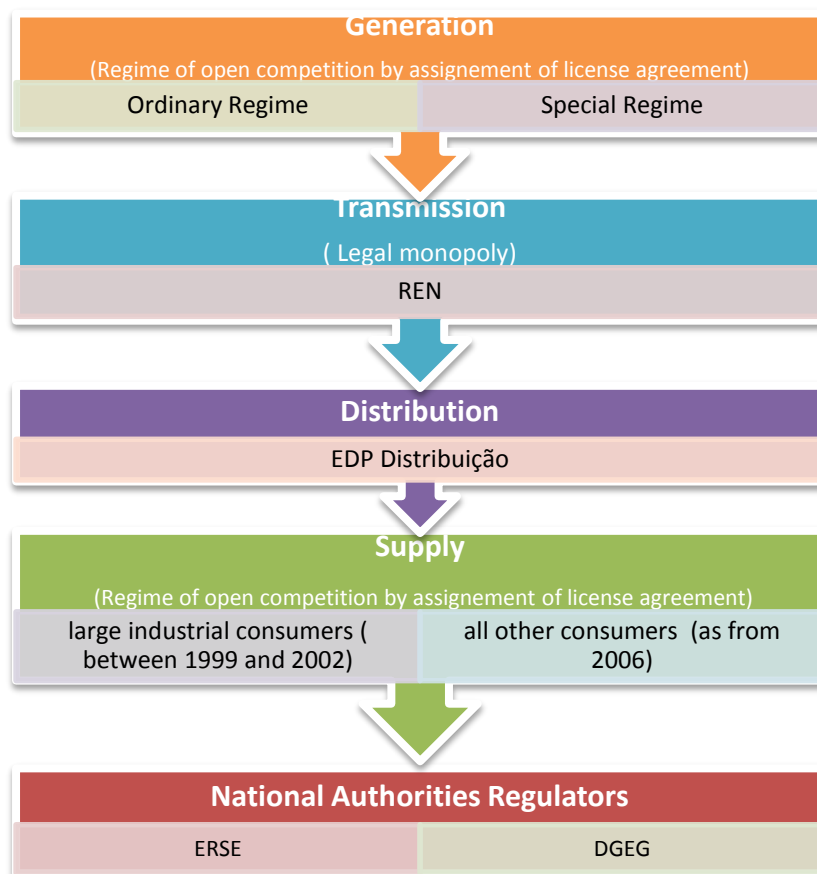 Generation
(Regime of open competition by assignement of license agreement)
Ordinary Regime
Special Regime
Transmission
( Legal monopoly)
REN
Distribution
EDP Distribuição
Supply
(Regime of open competition by assignement of license agreement)
large industrial consumers (
between 1999 and 2002)
all other consumers (as from
2006)
National Authorities Regulators
ERSE
DGEG